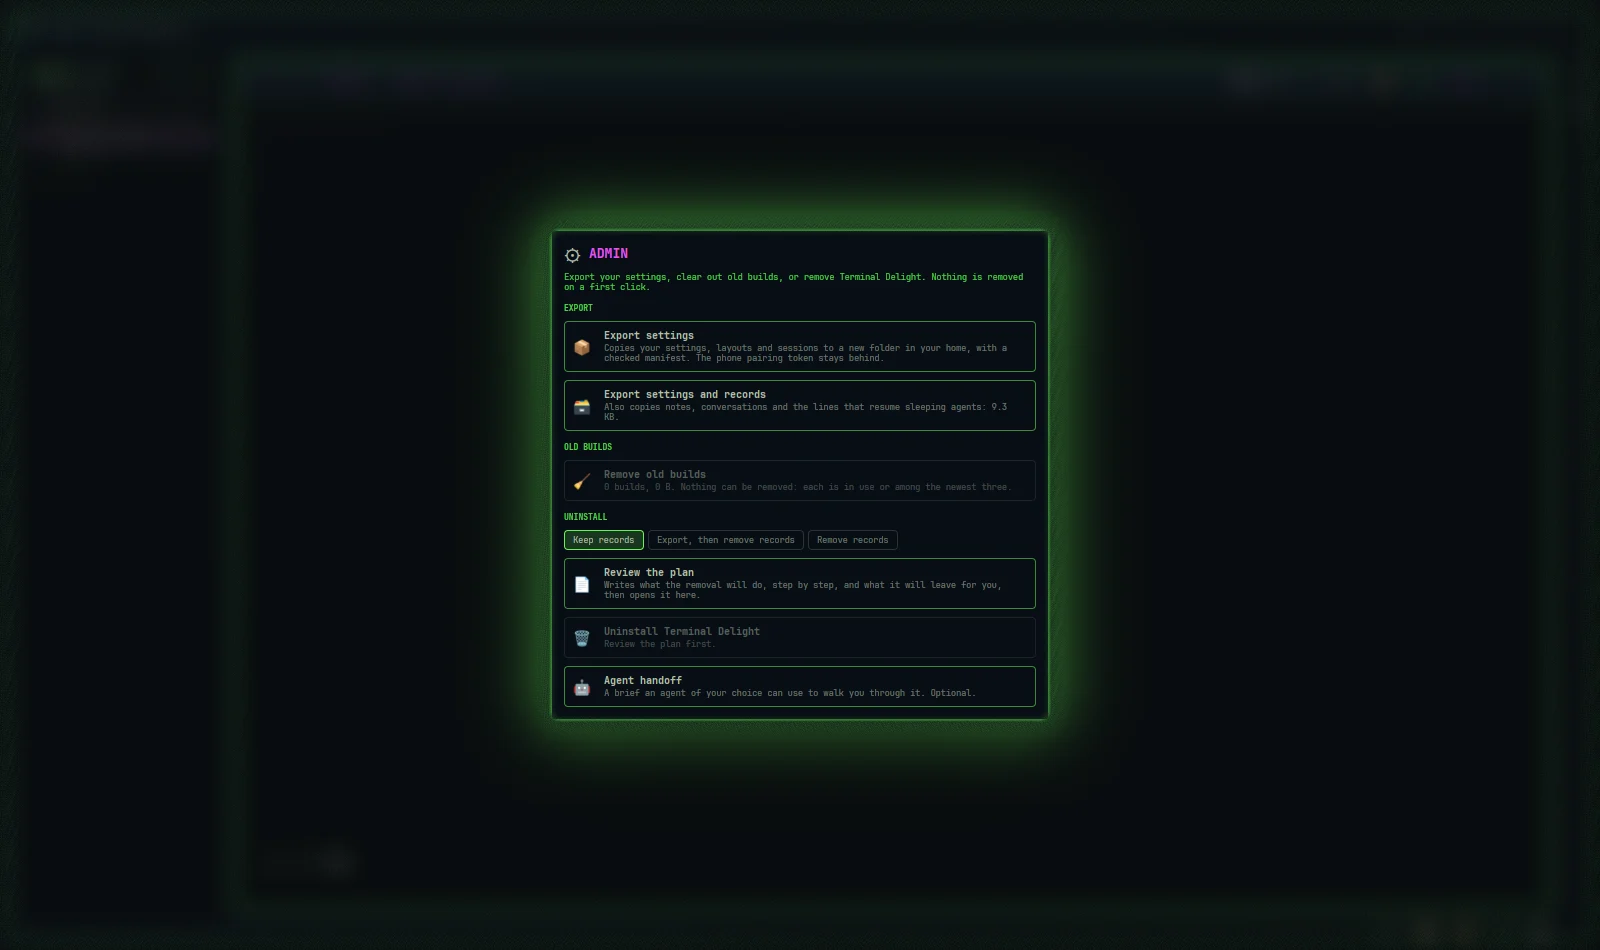 ADMIN
Export your settings, clear out old builds, or remove Terminal Delight. Nothing is removed
on a first click.
EXPORT
Export settings
Copies your settings, layouts and sessions to a new folder in your home, with a
checked manifest. The phone pairing token stays behind.
Export settings and records
Also copies notes, conversations and the lines that resume sleeping agents: 9.3
KB.
OLD BUILDS
Remove old builds
0 builds, 0 B. Nothing can be removed: each is in use or among the newest three.
UNINSTALL
Keep records
Export, then remove records
Remove records
Review the plan
Writes what the removal will do, step by step, and what it will leave for you,
then opens it here.
Uninstall Terminal Delight
Review the plan first.
Agent handoff
A brief an agent of your choice can use to walk you through it. Optional.